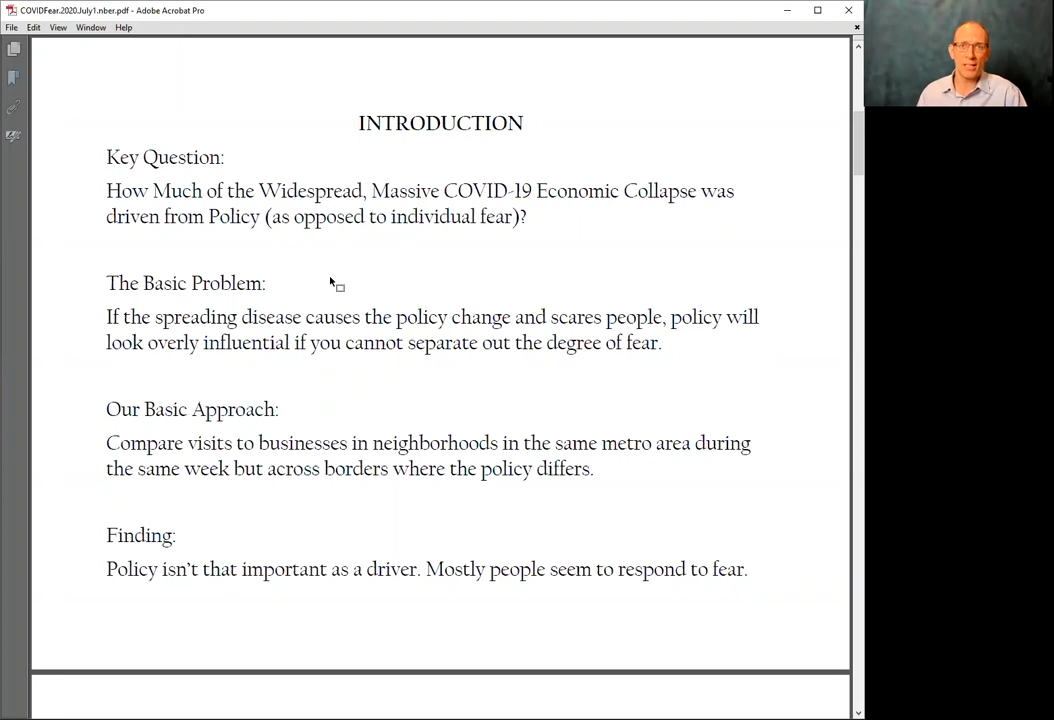 COVIDFear.2020.July1.nber.pdf - Adobe Acrobat Pro
File Edit View Window Help
INTRODUCTION
Key Question:
How Much of the Widespread, Massive COVID-19 Economic Collapse was
driven from Policy (as opposed to individual fear)?
The Basic Problem:
If the spreading disease causes the policy change and scares people, policy will
look overly influential if you cannot separate out the degree of fear.
Our Basic Approach:
Compare visits to businesses in neighborhoods in the same metro area during
the same week but across borders where the policy differs.
Finding:
Policy isn't that important as a driver. Mostly people seem to respond to fear.